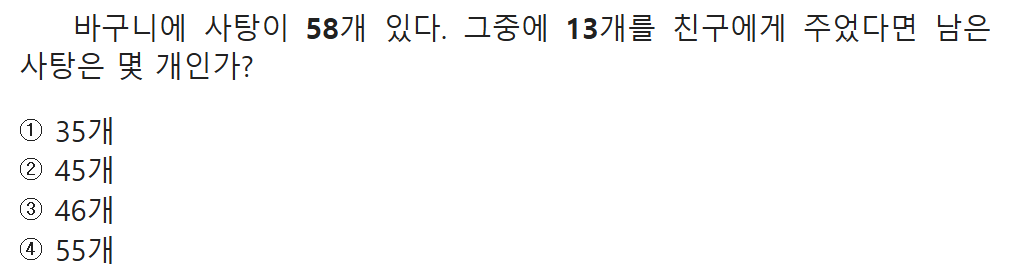 바구니에 사탕이 58개 있다. 그중에 13개를 친구에게 주었다면 남은
사탕은 몇 개인가?
① 35개
② 45개
③ 46개
④ 55개